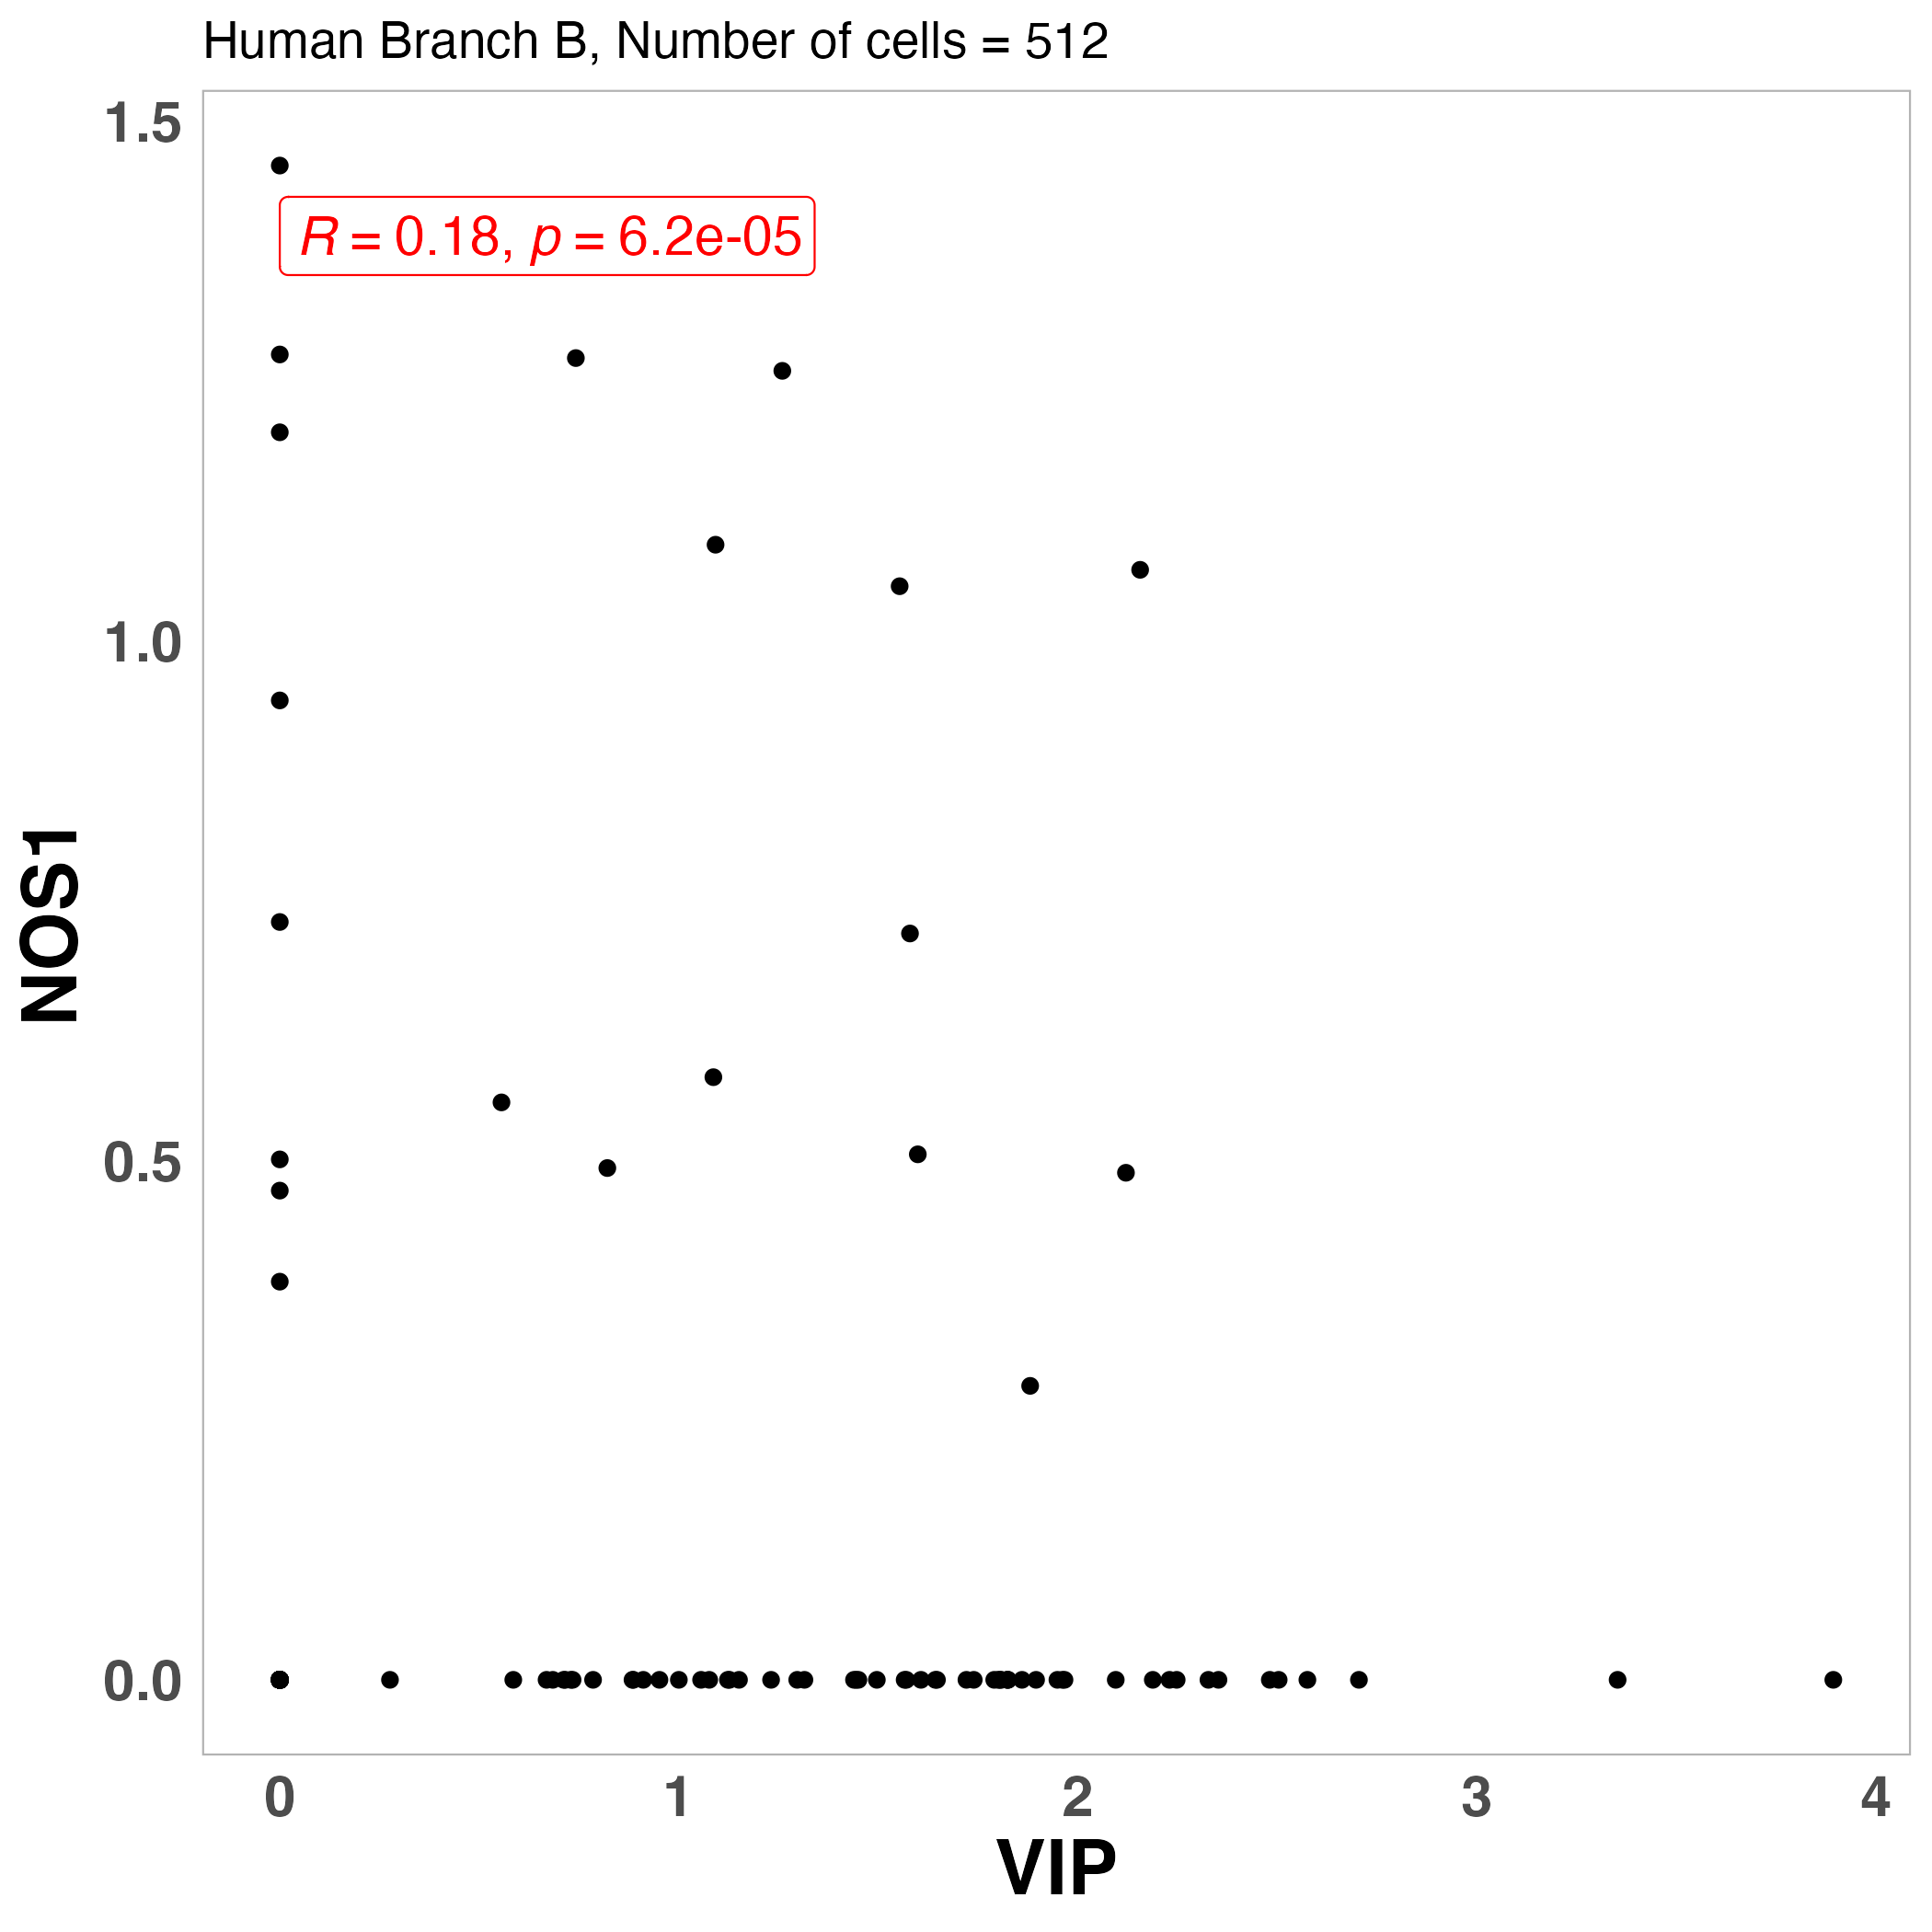 Human Branch B, Number of cells = 512
1.5
R = 0.18, p = 6.2e-05
1.0
NOS1
0.5
0.0
0 1 2 3 4
VIP